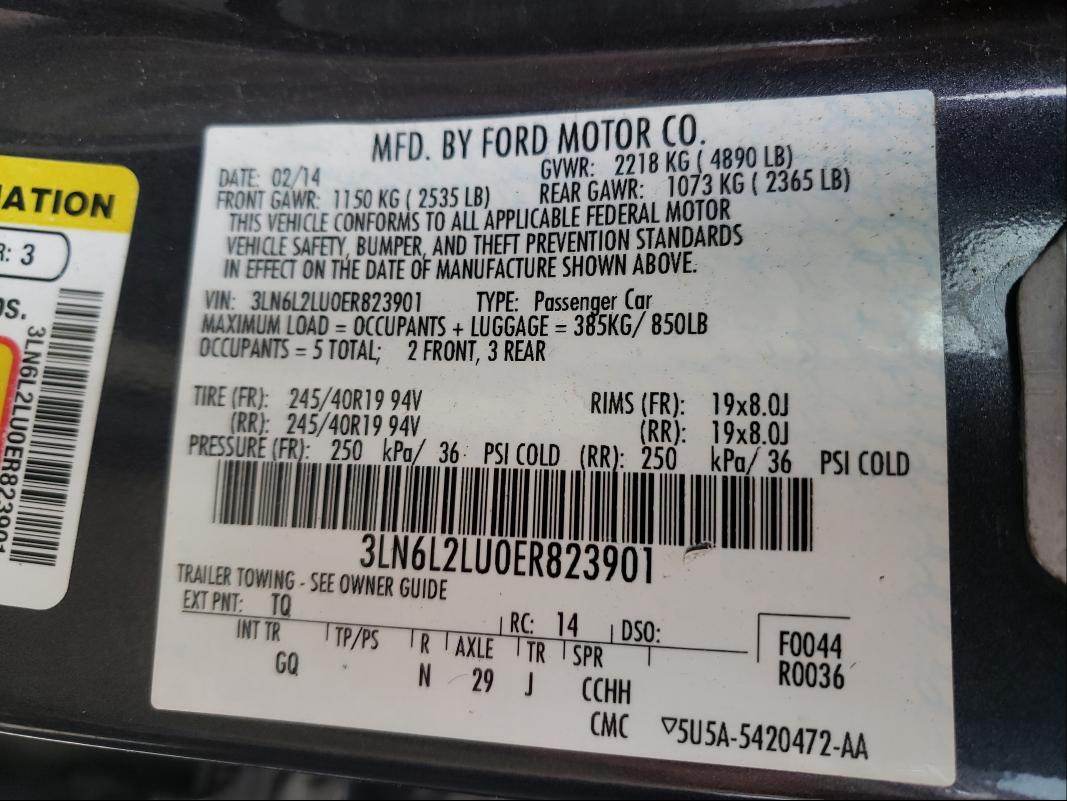 MFD. BY FORD MOTOR CO.
DATE: 02/14 GVWR: 2218 KG ( 4890 LB)
FRONT GAWR: 1150 KG ( 2535 LB) REAR GAWR: 1073 KG ( 2365 LB)
THIS VEHICLE CONFORMS TO ALL APPLICABLE FEDERAL MOTOR
VEHICLE SAFETY, BUMPER, AND THEFT PREVENTION STANDARDS
IN EFFECT ON THE DATE OF MANUFACTURE SHOWN ABOVE.
VIN: 3LN6L2LU0ER823901 TYPE: Passenger Car
MAXIMUM LOAD = OCCUPANTS + LUGGAGE = 385KG/ 850LB
OCCUPANTS = 5 TOTAL; 2 FRONT, 3 REAR
TIRE (FR): 245/40R19 94V RIMS (FR): 19x8.0J
(RR): 245/40R19 94V (RR): 19x8.0J
PRESSURE (FR): 250 kPa/ 36 PSI COLD (RR): 250 kPa/ 36 PSI COLD
3LN6L2LU0ER823901
TRAILER TOWING - SEE OWNER GUIDE
EXT PNT: TQ RC: 14 DSO:
INT TR TP/PS R AXLE TR SPR
GQ N 29 J CCHH
CMC
F0044
R0036
▽5U5A-5420472-AA
ATION
R: 3
OS.
3LN6L2LU0ER823901